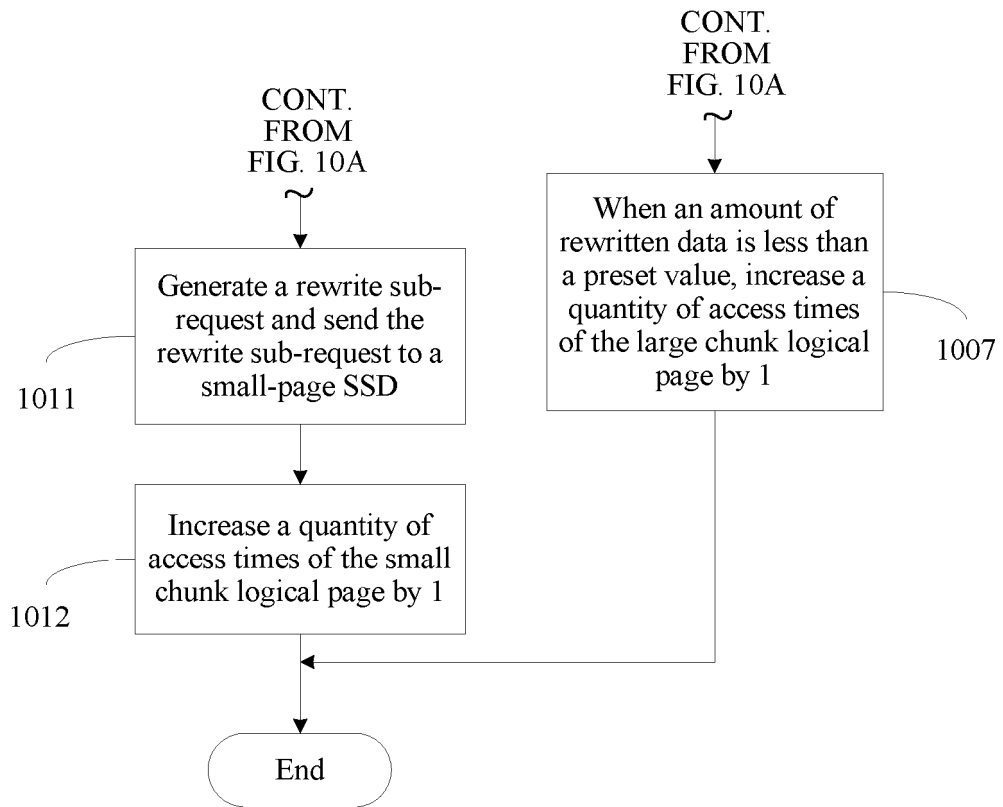 CONT.
FROM
FIG. 10A
Generate a rewrite sub-
request and send the
rewrite sub-request to a
small-page SSD
1011
Increase a quantity of
access times of the small
chunk logical page by 1
1012
End
CONT.
FROM
FIG. 10A
When an amount of
rewritten data is less than
a preset value, increase a
quantity of access times
of the large chunk logical
page by 1
1007